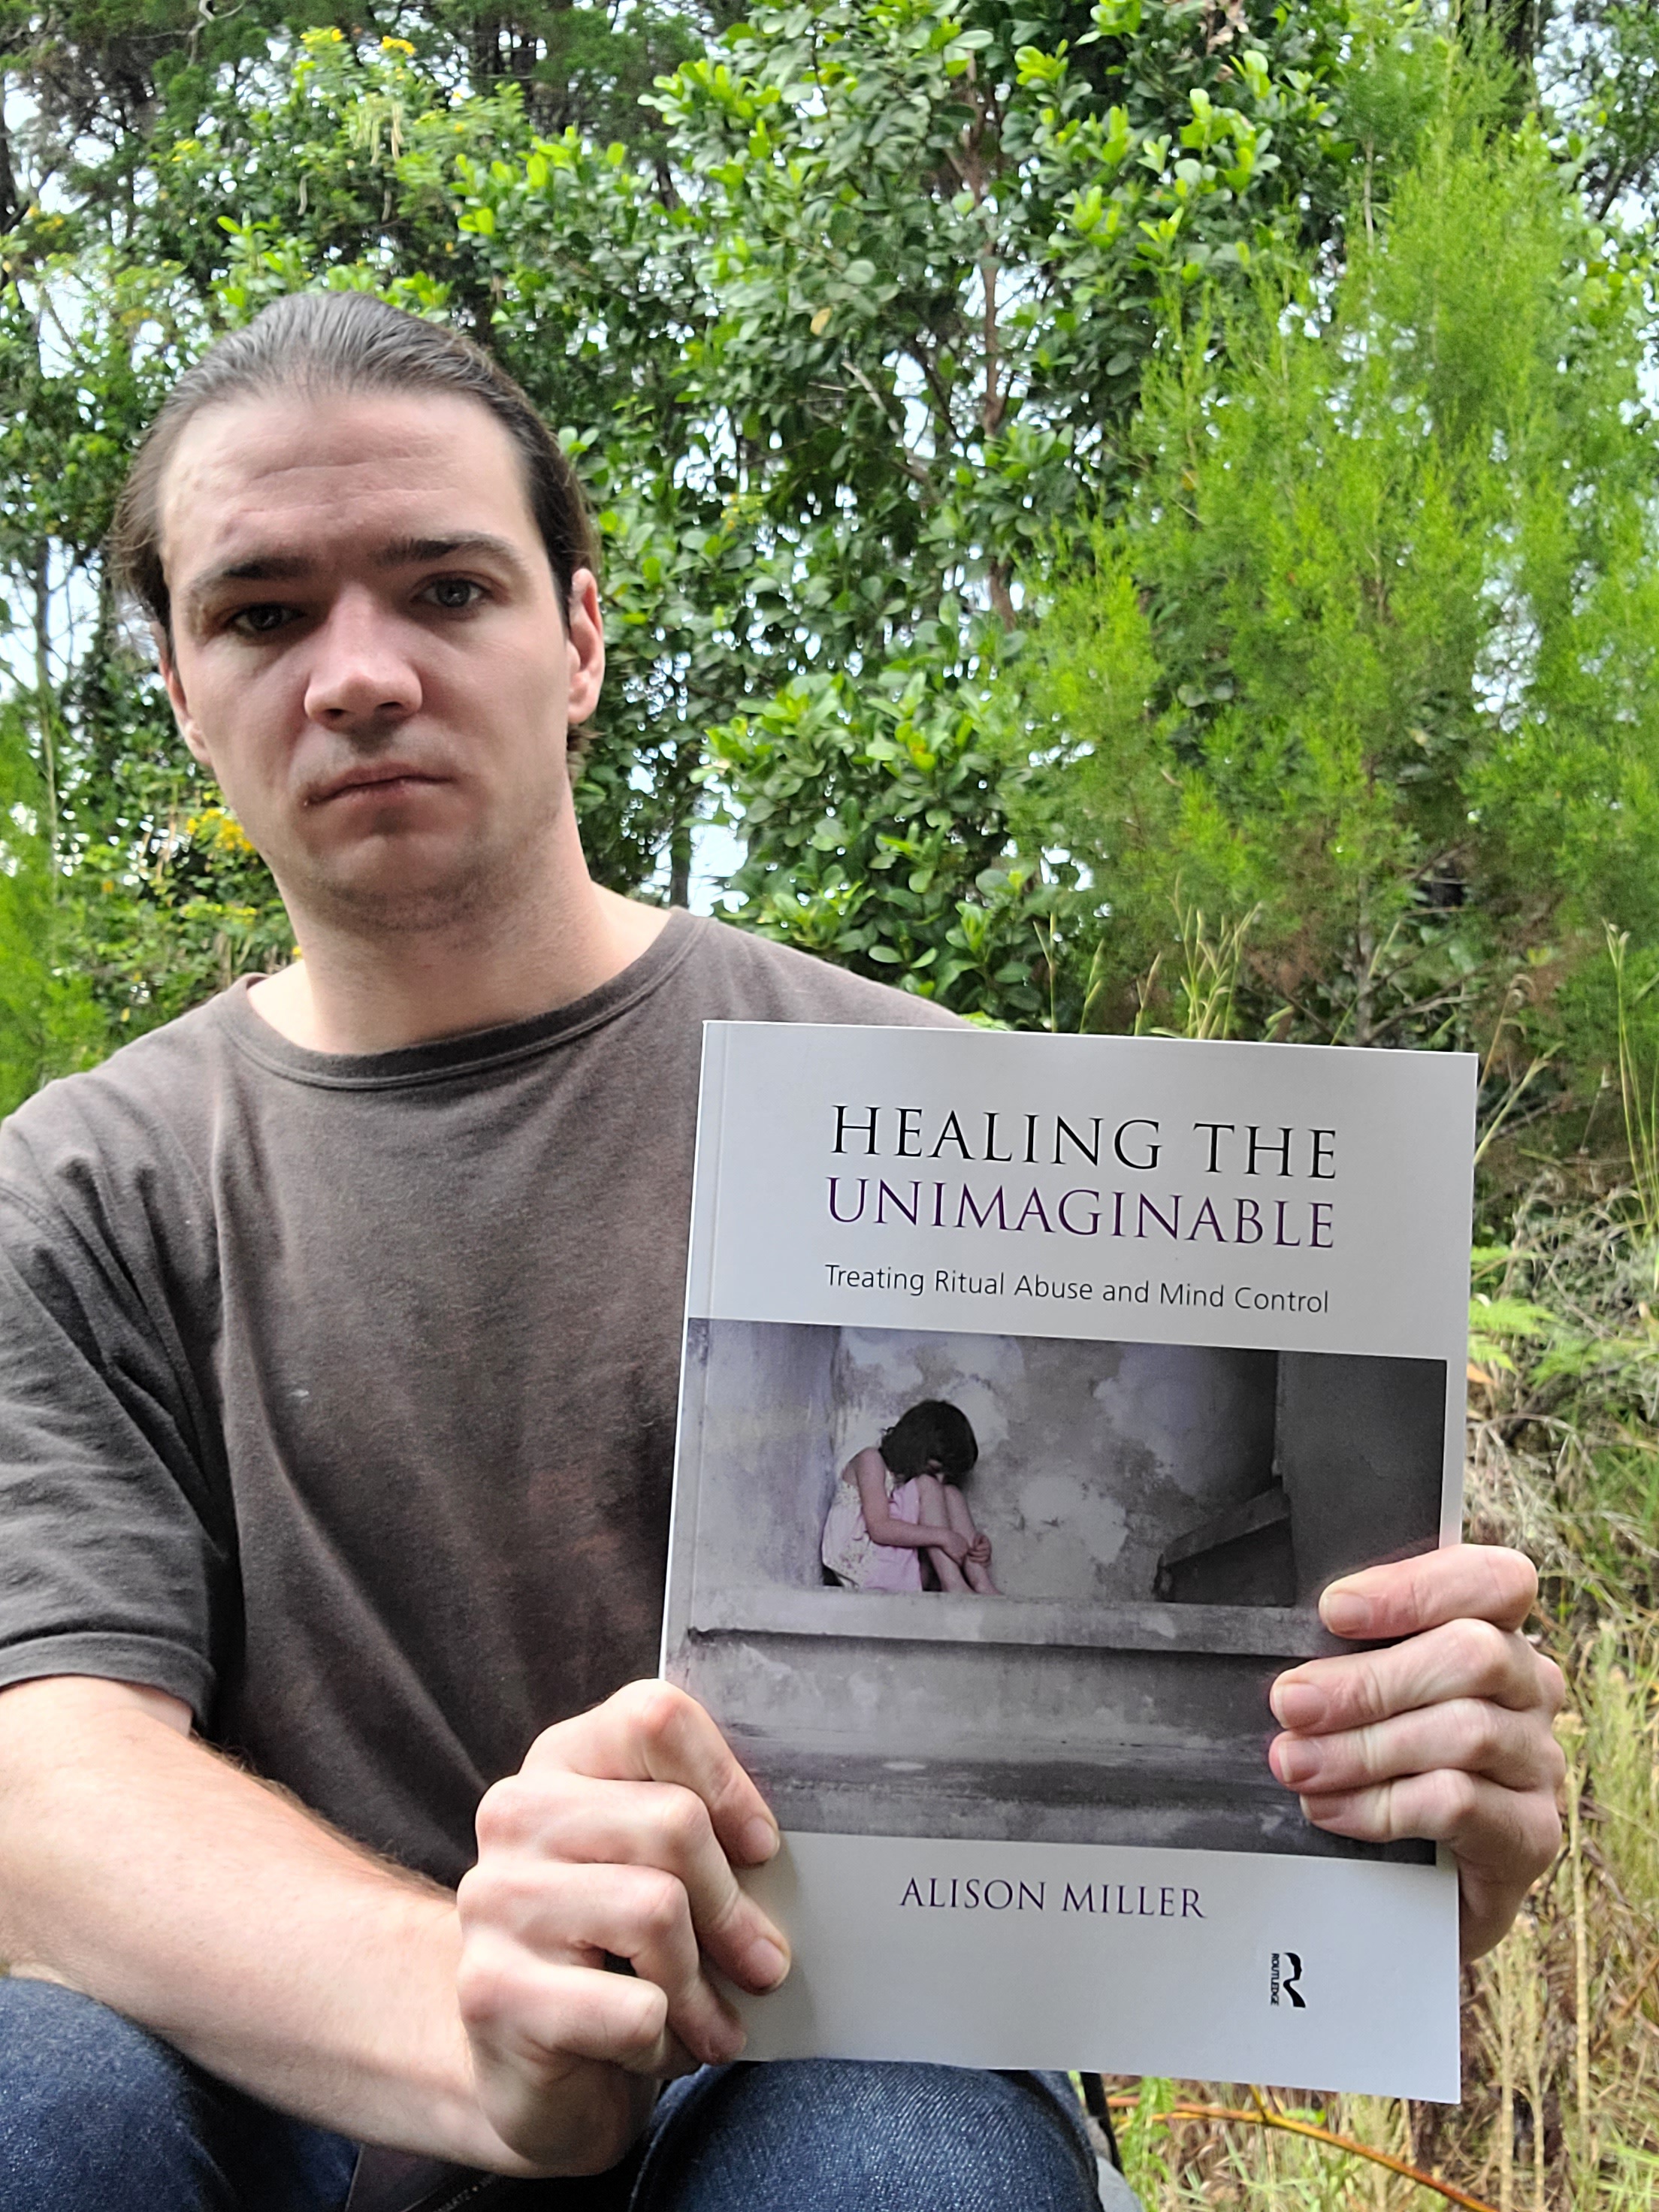 HEALING THE
UNIMAGINABLE
Treating Ritual Abuse and Mind Control
ALISON MILLER
ROUTLEDGE